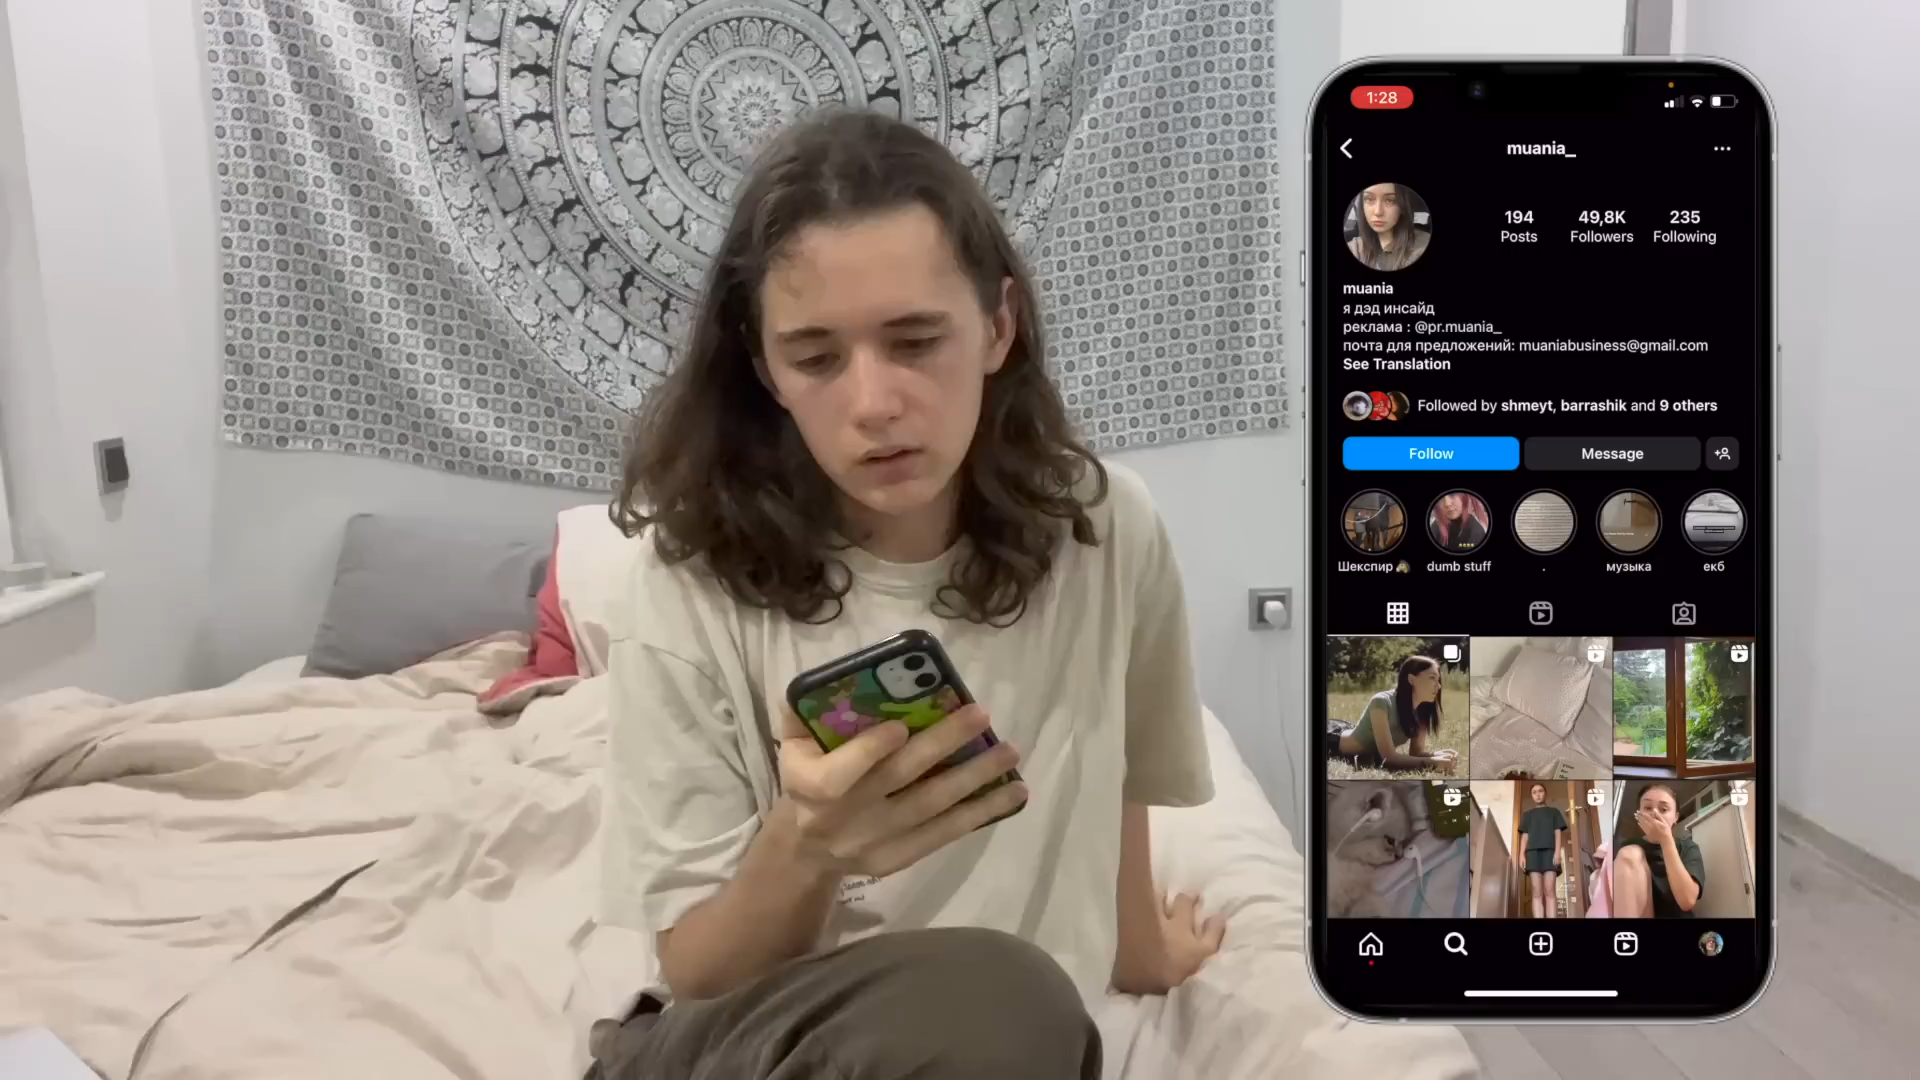 1:28
muania_
194
Posts
49,8K
Followers
235
Following
muania
я дэд инсайд
реклама : @pr.muania_
почта для предложений: muaniabusiness@gmail.com
See Translation
Followed by shmeyt, barrashik and 9 others
Follow
Message
Шекспир
dumb stuff
.
музыка
екб